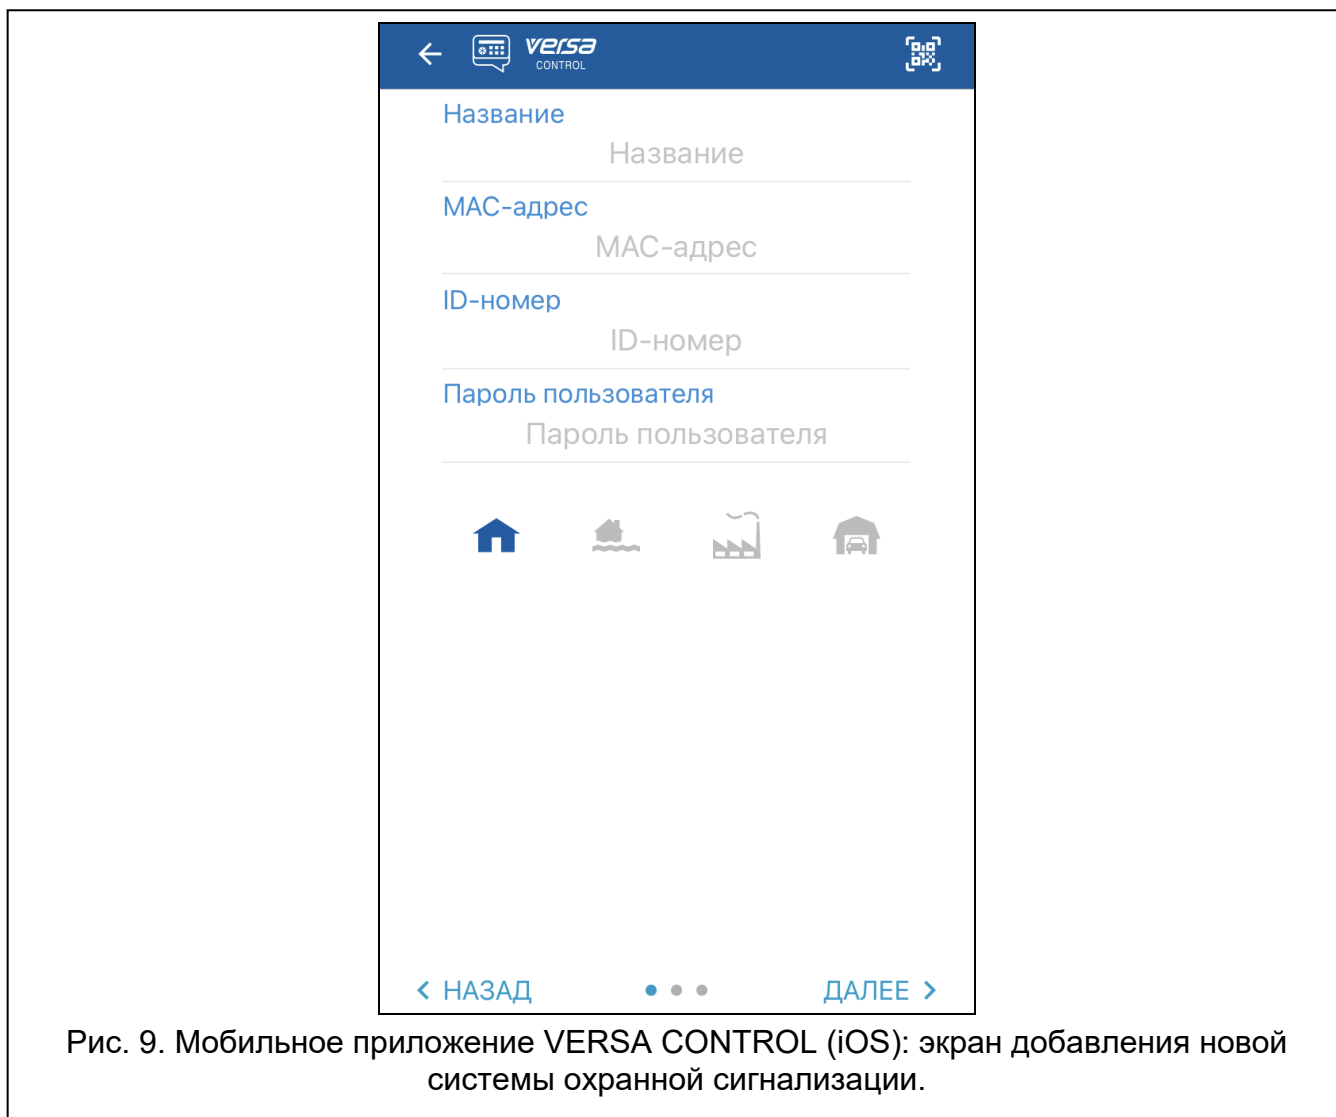 versa
CONTROL
Название
Название
MAC-адрес
MAC-адрес
ID-номер
ID-номер
Пароль пользователя
Пароль пользователя
НАЗАД
ДАЛЕЕ
Рис. 9. Мобильное приложение VERSA CONTROL (iOS): экран добавления новой
системы охранной сигнализации.